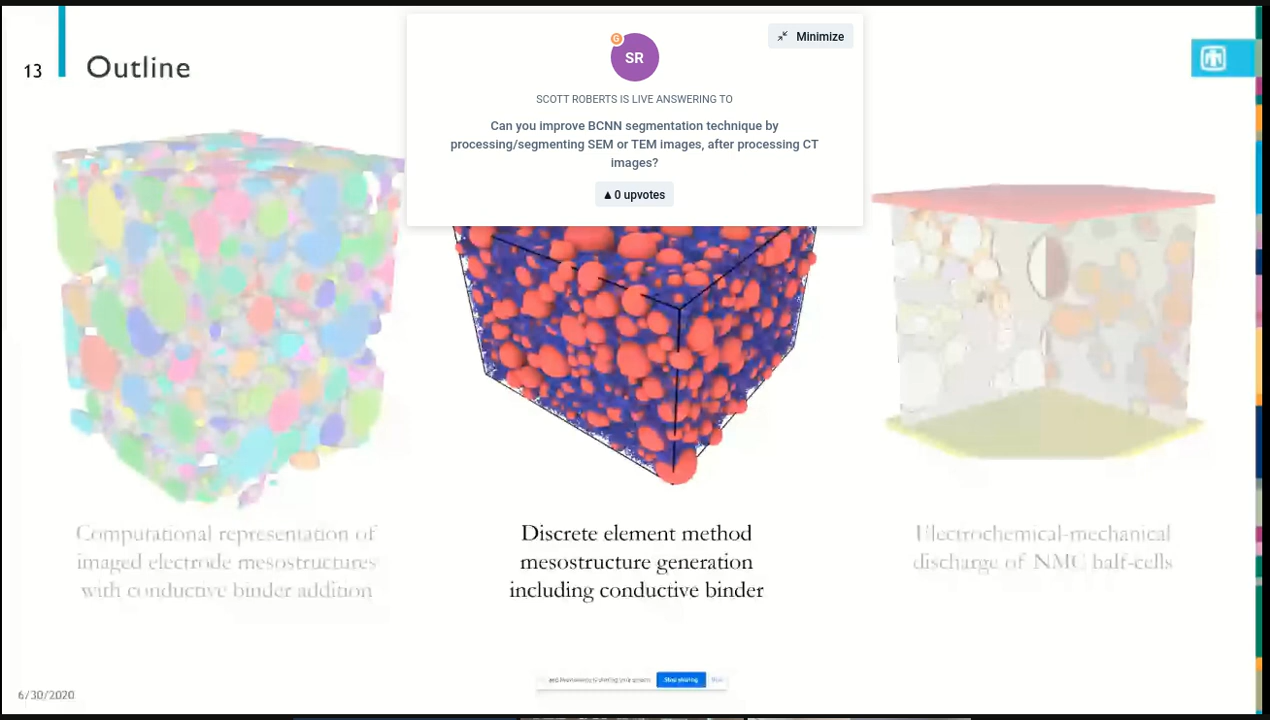 13
Outline
G
SR
Minimize
SCOTT ROBERTS IS LIVE ANSWERING TO
Can you improve BCNN segmentation technique by
processing/segmenting SEM or TEM images, after processing CT
images?
▲ 0 upvotes
Computational representation of
imaged electrode mesostructures
with conductive binder addition
Discrete element method
mesostructure generation
including conductive binder
Electrochemical-mechanical
discharge of NMC half-cells
Stop sharing
6/30/2020